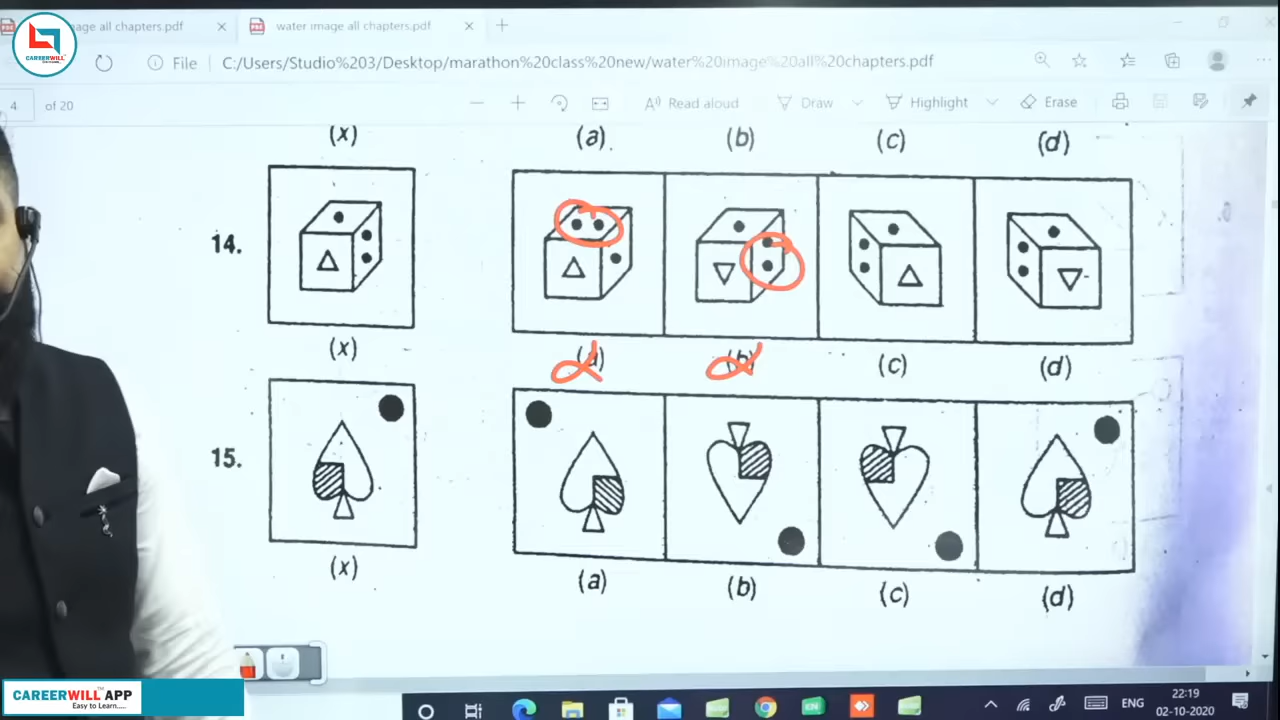 age all chapters.pdf
water image all chapters.pdf
CAREERWILL
File
C:/Users/Studio%203/Desktop/marathon%20class%20new/water%20image%20all%20chapters.pdf
4 of 20
Read aloud
Draw
Highlight
Erase
(x) (a) (b) (c) (d)
14.
(x) (a) (b) (c) (d)
15.
(x) (a) (b) (c) (d)
CAREERWILL APP
Easy to Learn.....
ENG
22:19
02-10-2020